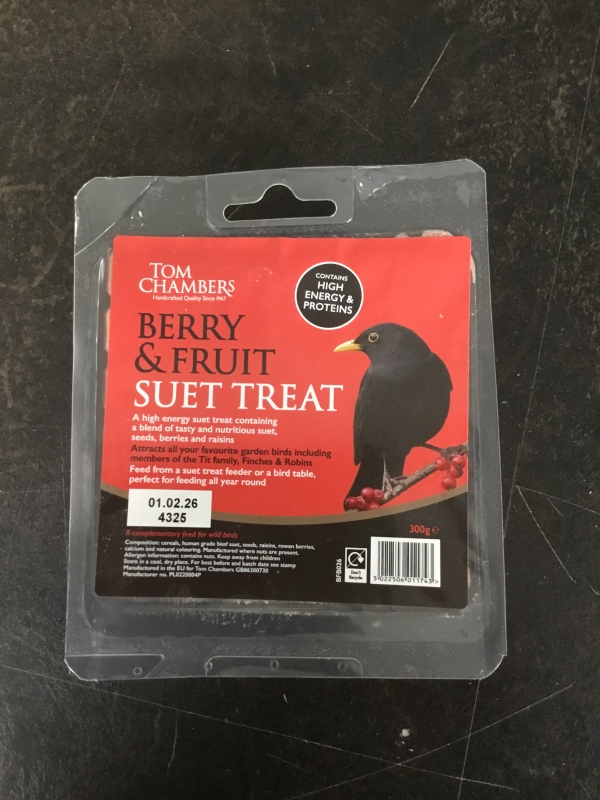 TOM
CHAMBERS
Handcrafted Quality Since 1967
CONTAINS
HIGH
ENERGY &
PROTEINS
BERRY
& FRUIT
SUET TREAT
A high energy suet treat containing
a blend of tasty and nutritious suet,
seeds, berries and raisins
Attracts all your favourite garden birds including
members of the Tit family, Finches & Robins
Feed from a suet treat feeder or a bird table,
perfect for feeding all year round
01.02.26
4325
A complementary feed for wild birds
Composition: cereals, human grade beef suet, seeds, raisins, rowan berries,
calcium and natural colouring. Manufactured where nuts are present.
Allergen information: contains nuts. Keep away from children
Store in a cool, dry place. For best before and batch date see stamp
Manufactured in the EU for Tom Chambers GB86300730
Manufacturer no. PL0220004P
300g e
BFB026
Don't
Recycle
5 022506 011743 >